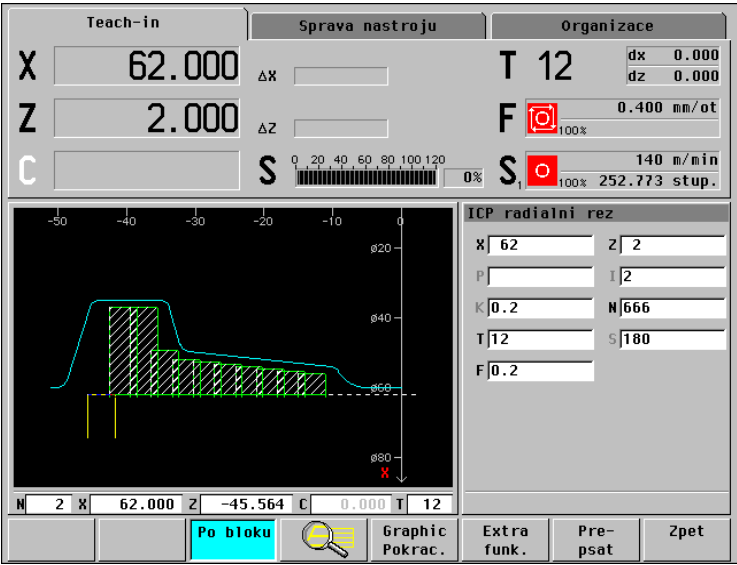 Teach-in
Sprava nastroju
Organizace
X 62.000 ΔX
T 12 dx 0.000
dz 0.000
Z 2.000 ΔZ
F 100% 0.400 mm/ot
C
S 0 20 40 60 80 100 120 0%
S1 100% 140 m/min
252.773 stup.
-50 -40 -30 -20 -10 0
ø20
ø40
ø60
ø80
X
ICP radialni rez
X 62 Z 2
P I 2
K 0.2 N 666
T 12 S 180
F 0.2
N 2 X 62.000 Z -45.564 C 0.000 T 12
Po bloku
Graphic
Pokrac.
Extra
funk.
Pre-
psat
Zpet